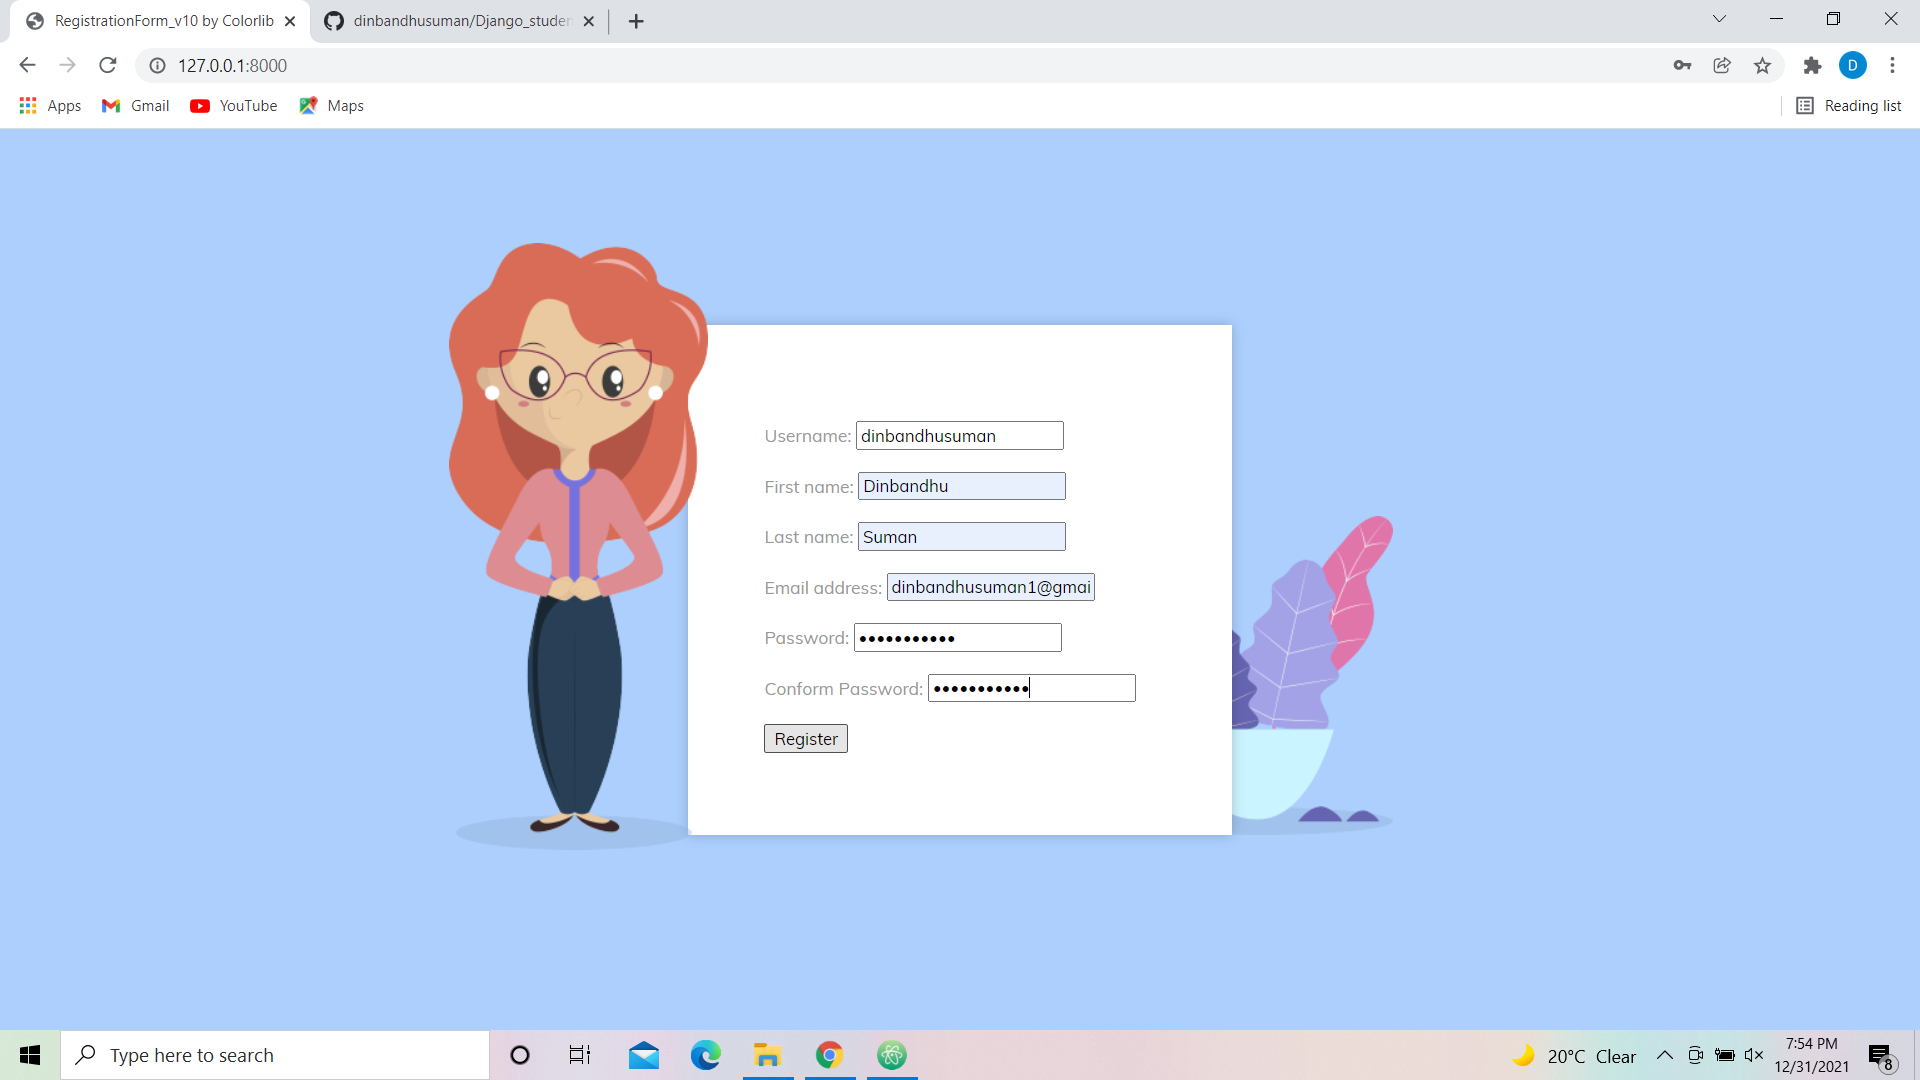 RegistrationForm_v10 by Colorlib
dinbandhusuman/Django_studen
127.0.0.1:8000
D
Apps
Gmail
YouTube
Maps
Reading list
Username: dinbandhusuman
First name: Dinbandhu
Last name: Suman
Email address: dinbandhusuman1@gmai
Password: •••••••••••
Conform Password: •••••••••••
Register
Type here to search
20°C Clear
7:54 PM
12/31/2021
8